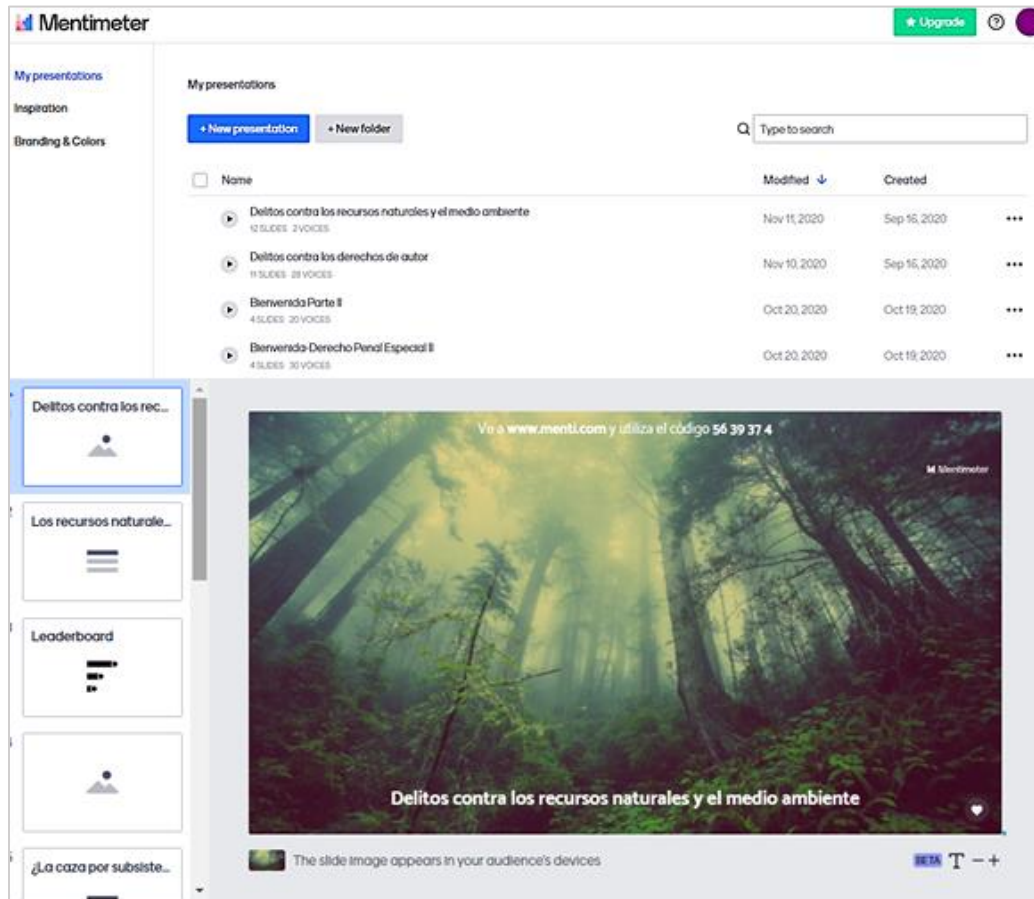 Mentimeter
★ Upgrade
My presentations
Inspiration
Branding & Colors
My presentations
+ New presentation
+ New folder
Type to search
Name
Modified ↓
Created
Delitos contra los recursos naturales y el medio ambiente
12 SLIDES 2 VOICES
Nov 11, 2020
Sep 16, 2020
Delitos contra los derechos de autor
11 SLIDES 28 VOICES
Nov 10, 2020
Sep 16, 2020
Bienvenida Parte II
4 SLIDES 20 VOICES
Oct 20, 2020
Oct 19, 2020
Bienvenida-Derecho Penal Especial II
4 SLIDES 30 VOICES
Oct 20, 2020
Oct 19, 2020
Delitos contra los rec...
2
Los recursos naturale...
Leaderboard
¿La caza por subsiste...
Ve a www.menti.com y utiliza el código 56 39 37 4
Mentimeter
Delitos contra los recursos naturales y el medio ambiente
The slide image appears in your audience's devices
BETA T − +